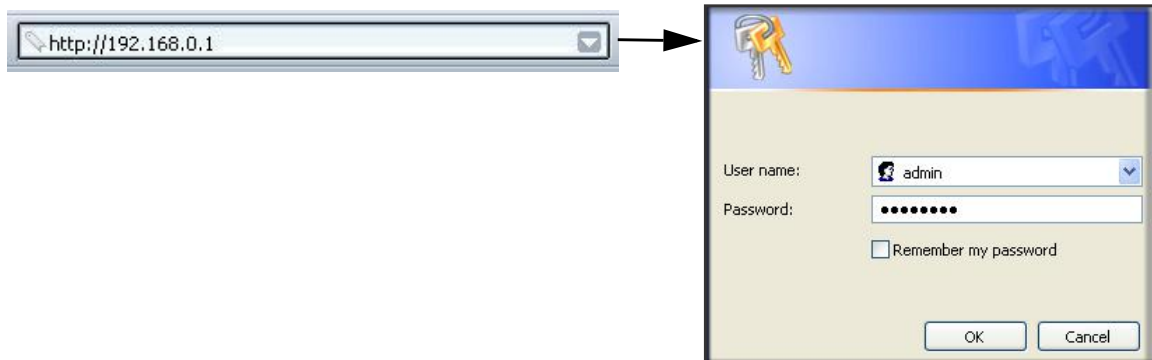 http://192.168.0.1
User name:
admin
Password:
••••••••
Remember my password
OK
Cancel